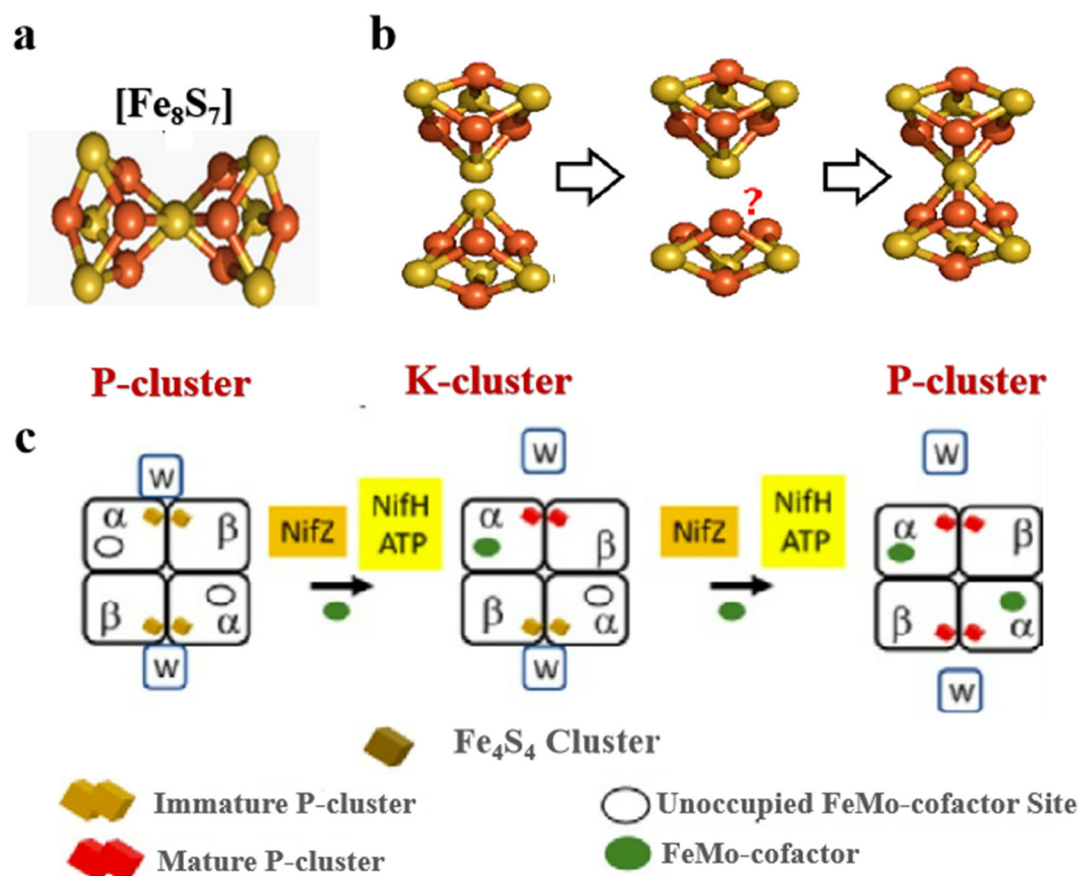 a
b
[Fe₈S₇]
?
P-cluster
K-cluster
P-cluster
c
W
W
W
α
β
NifZ
NifH
ATP
α
β
NifZ
NifH
ATP
α
β
β
α
β
α
β
α
W
W
W
Fe₄S₄ Cluster
Immature P-cluster
Unoccupied FeMo-cofactor Site
Mature P-cluster
FeMo-cofactor